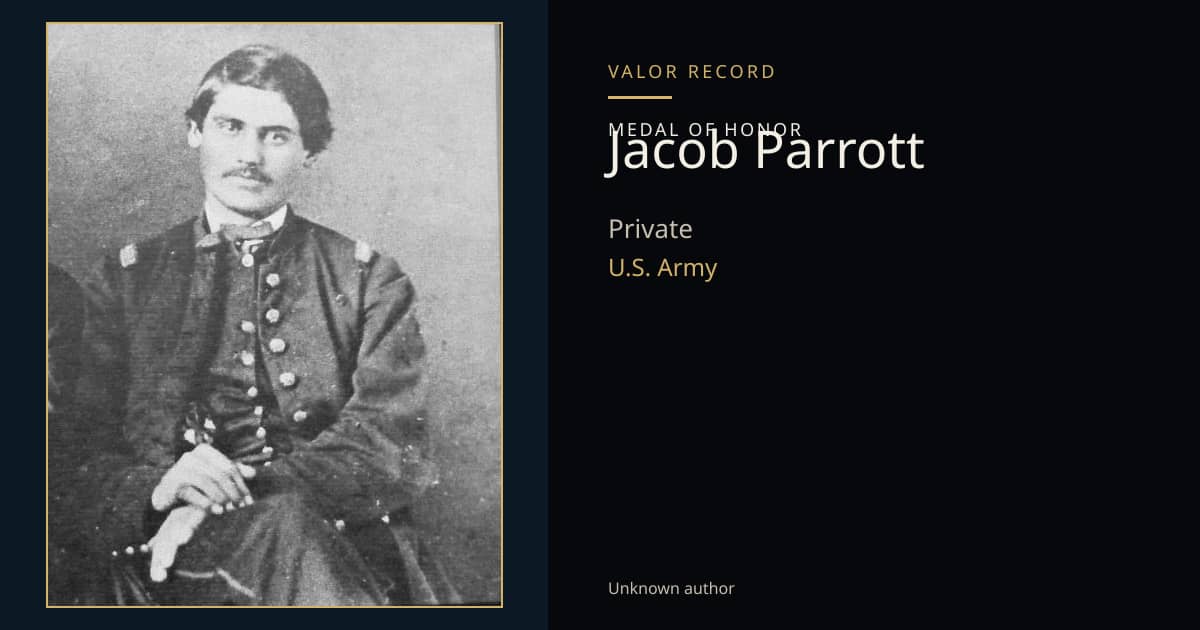 VALOR RECORD
MEDAL OF HONOR
Jacob Parrott
Private
U.S. Army
Unknown author